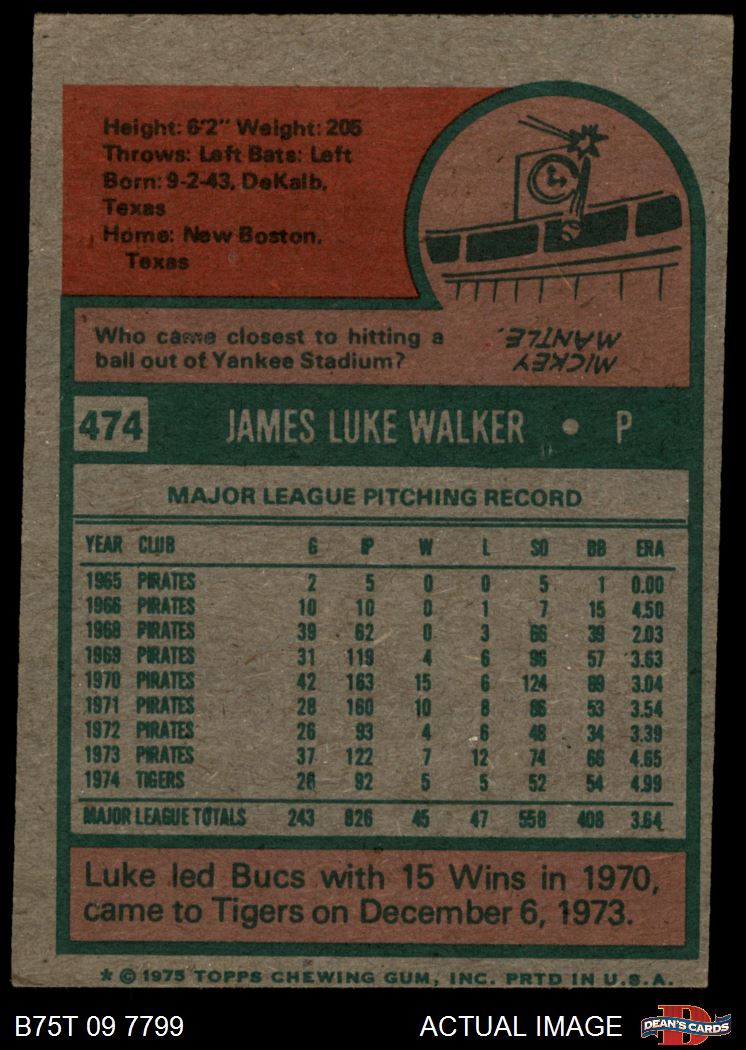 Height: 6'2" Weight: 205
Throws: Left Bats: Left
Born: 9-2-43, DeKalb,
Texas
Home: New Boston,
Texas
Who came closest to hitting a
ball out of Yankee Stadium?
MICKEY
MANTLE.
474 JAMES LUKE WALKER • P
MAJOR LEAGUE PITCHING RECORD
YEAR CLUB G IP W L SO BB ERA
1965 PIRATES 2 5 0 0 5 1 0.00
1966 PIRATES 10 10 0 1 7 15 4.50
1968 PIRATES 39 62 0 3 66 39 2.03
1969 PIRATES 31 119 4 6 96 57 3.63
1970 PIRATES 42 163 15 6 124 89 3.04
1971 PIRATES 28 160 10 8 86 53 3.54
1972 PIRATES 26 93 4 6 48 34 3.39
1973 PIRATES 37 122 7 12 74 66 4.65
1974 TIGERS 28 92 5 5 52 54 4.99
MAJOR LEAGUE TOTALS 243 826 45 47 558 408 3.64
Luke led Bucs with 15 Wins in 1970,
came to Tigers on December 6, 1973.
* © 1975 TOPPS CHEWING GUM, INC. PRTD IN U.S.A.
B75T 09 7799 ACTUAL IMAGE DEAN'S CARDS